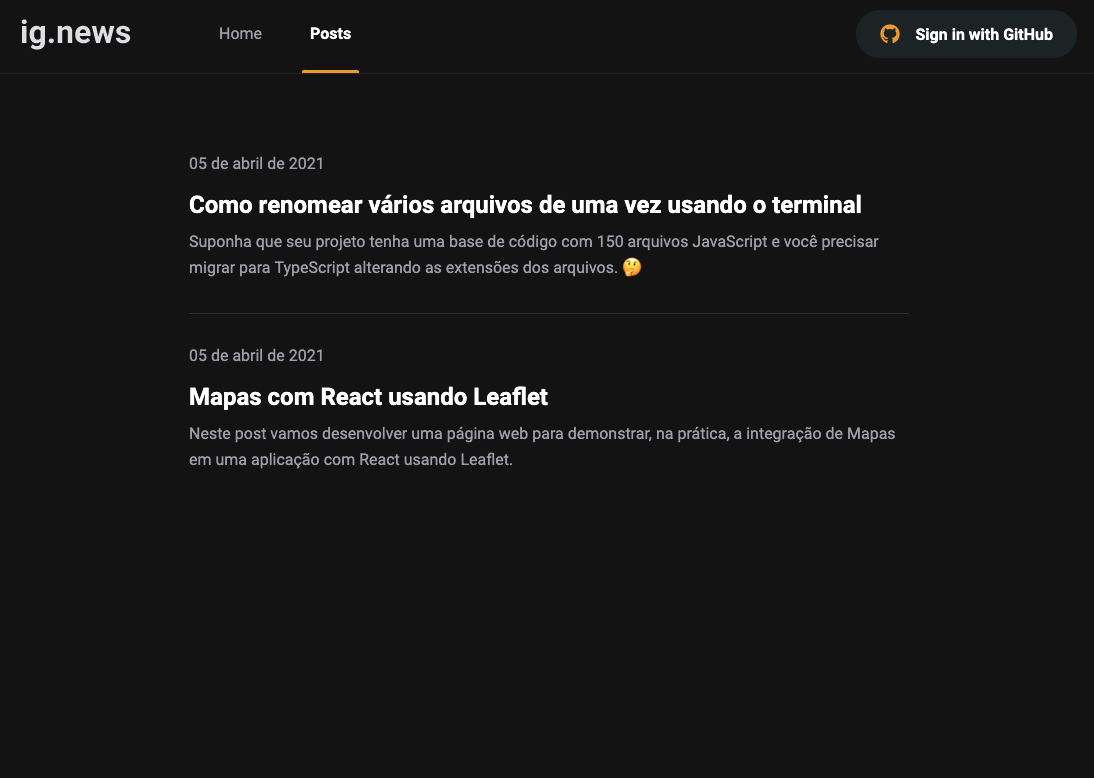 ig.news
Home
Posts
Sign in with GitHub
05 de abril de 2021
Como renomear vários arquivos de uma vez usando o terminal
Suponha que seu projeto tenha uma base de código com 150 arquivos JavaScript e você precisar
migrar para TypeScript alterando as extensões dos arquivos. 🤔
05 de abril de 2021
Mapas com React usando Leaflet
Neste post vamos desenvolver uma página web para demonstrar, na prática, a integração de Mapas
em uma aplicação com React usando Leaflet.